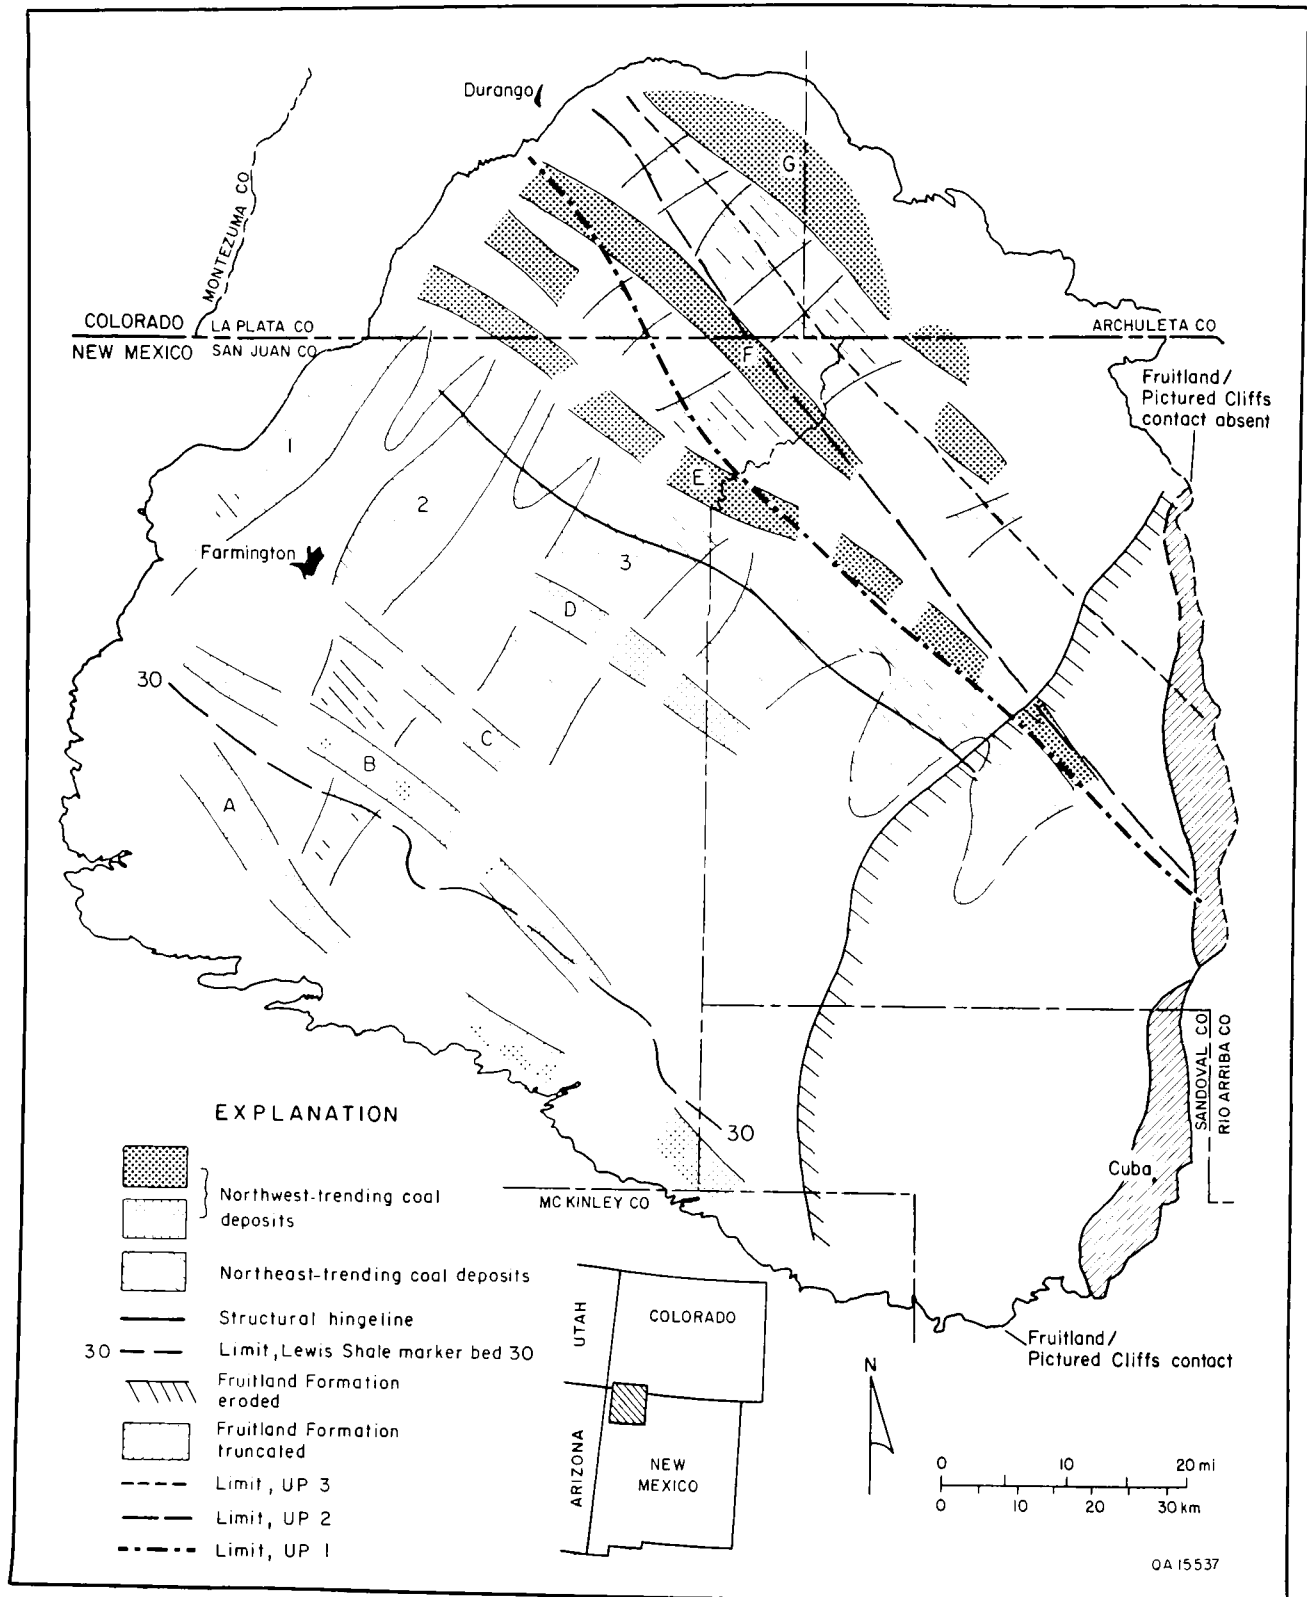 Durango
G
MONTEZUMA CO
COLORADO
LA PLATA CO
ARCHULETA CO
NEW MEXICO
SAN JUAN CO
F
Fruitland/
Pictured Cliffs
contact absent
1
2
E
Farmington
3
D
30
C
B
A
SANDOVAL CO
RIO ARRIBA CO
30
Cuba
MC KINLEY CO
EXPLANATION
Northwest-trending coal
deposits
Northeast-trending coal deposits
Structural hingeline
30
Limit, Lewis Shale marker bed 30
Fruitland Formation
eroded
Fruitland Formation
truncated
Limit, UP 3
Limit, UP 2
Limit, UP 1
UTAH
COLORADO
ARIZONA
NEW
MEXICO
Fruitland/
Pictured Cliffs contact
N
0 10 20 mi
0 10 20 30 km
QA 15537